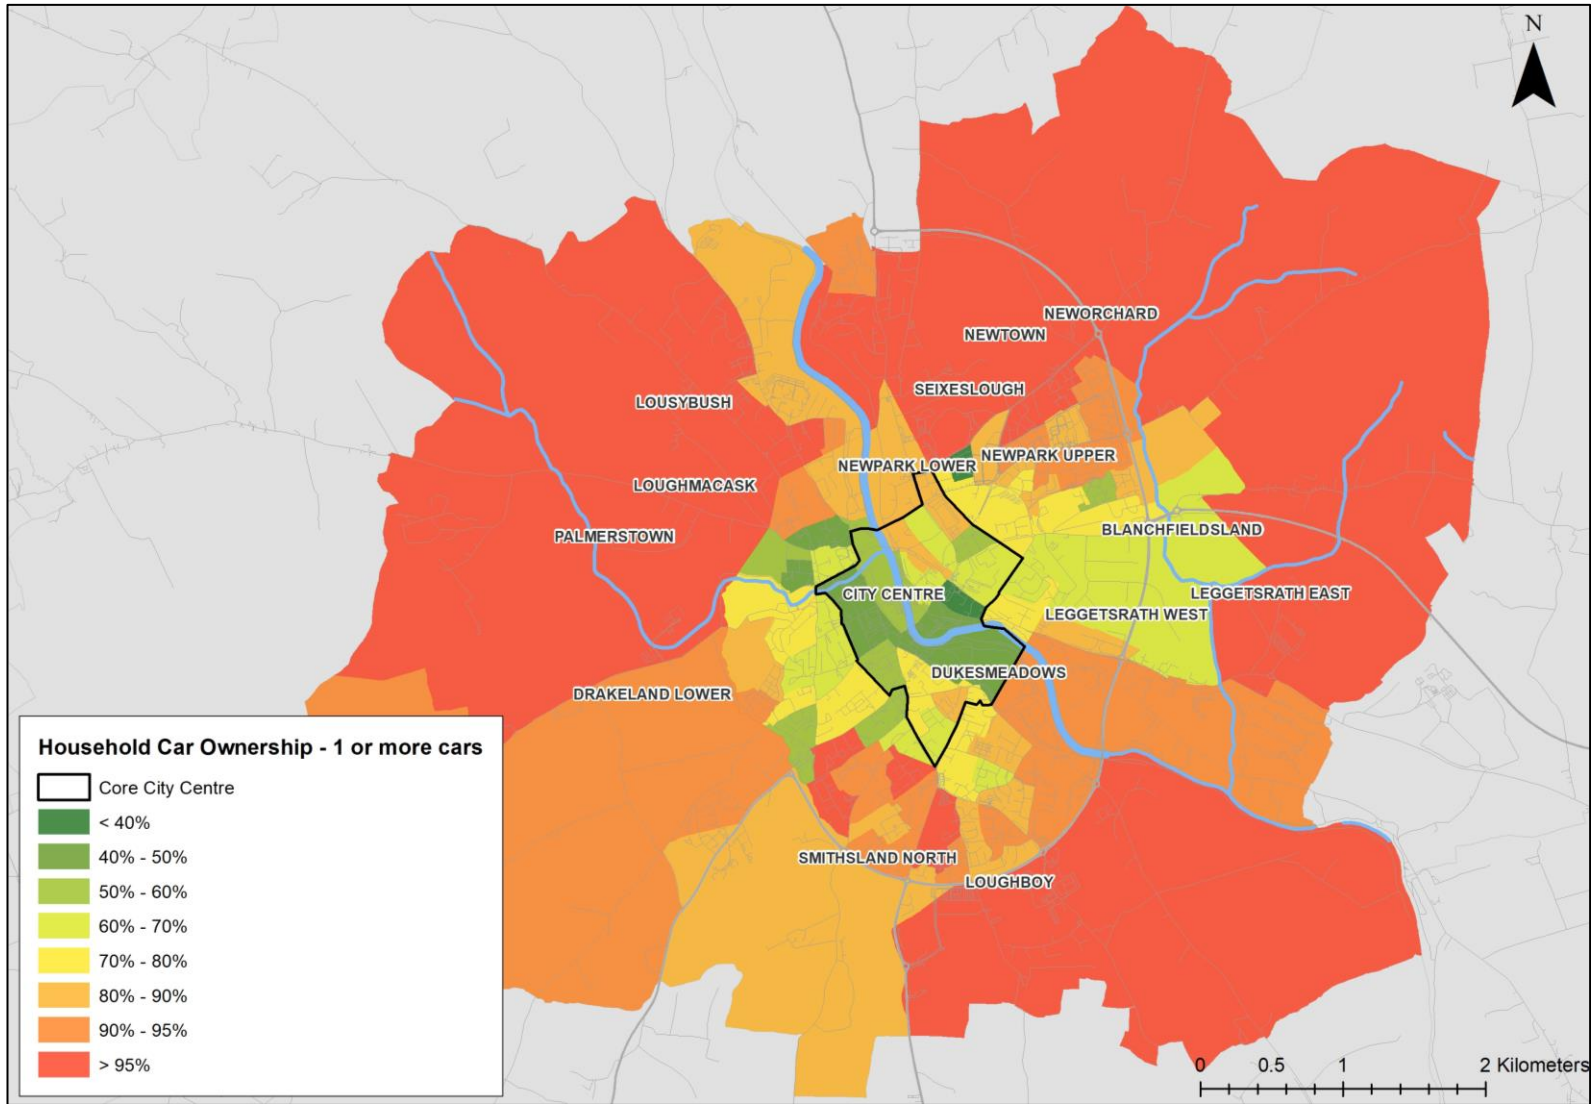 N
NEWORCHARD
NEWTOWN
SEIXESLOUGH
LOUSYBUSH
NEWPARK UPPER
NEWPARK LOWER
LOUGHMACASK
BLANCHFIELDSLAND
PALMERSTOWN
CITY CENTRE
LEGGETSRATH EAST
LEGGETSRATH WEST
DUKESMEADOWS
DRAKELAND LOWER
SMITHSLAND NORTH
LOUGHBOY
Household Car Ownership - 1 or more cars
Core City Centre
< 40%
40% - 50%
50% - 60%
60% - 70%
70% - 80%
80% - 90%
90% - 95%
> 95%
0 0.5 1 2 Kilometers